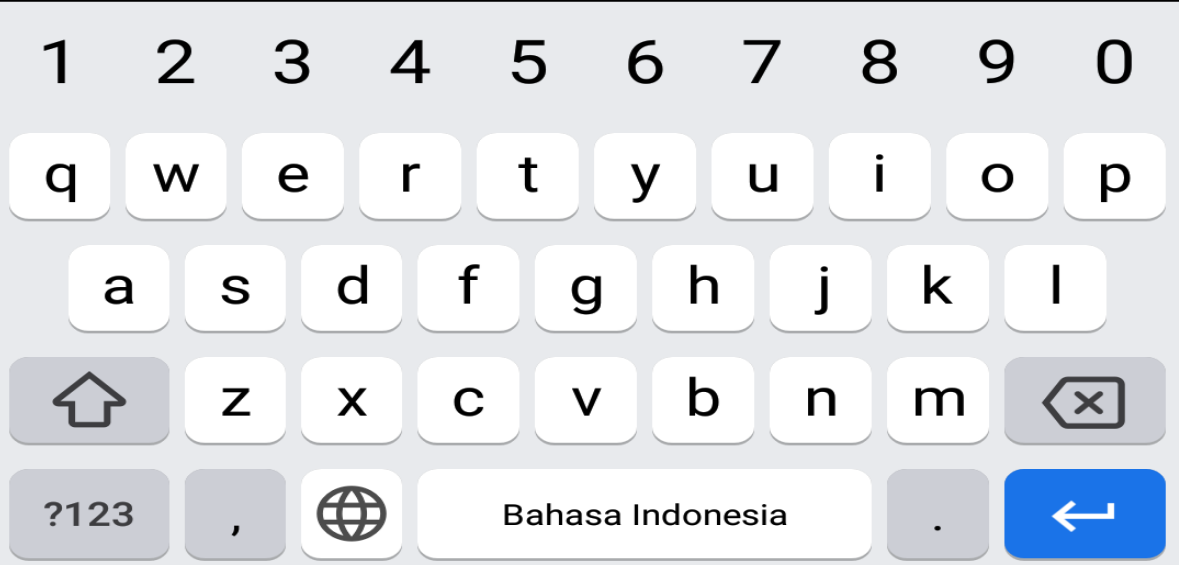 1 2 3 4 5 6 7 8 9 0
q w e r t y u i o p
a s d f g h j k l
z x c v b n m
?123 , Bahasa Indonesia .